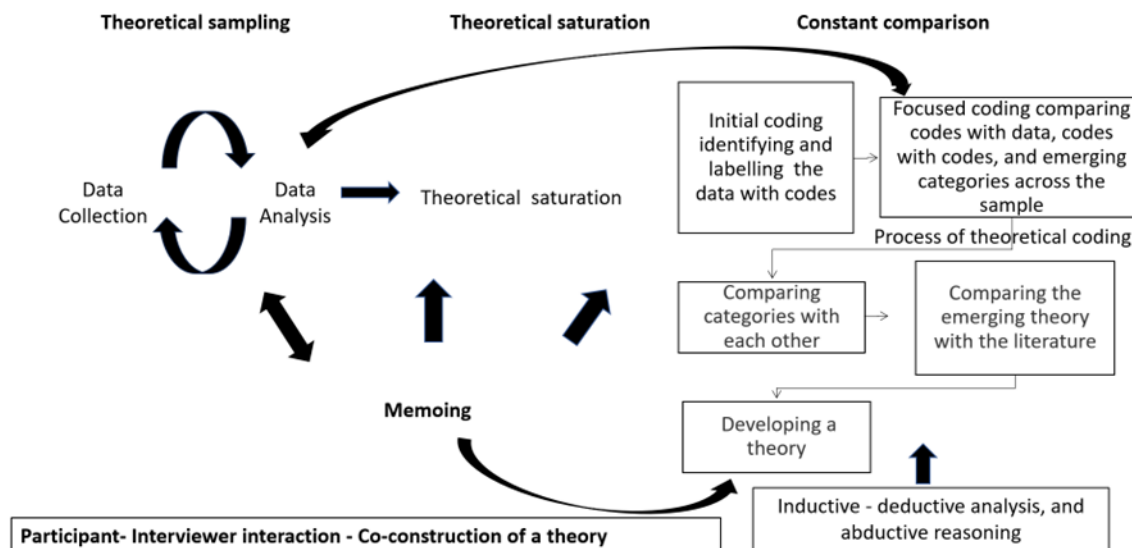 Theoretical sampling
Theoretical saturation
Constant comparison
Data
Collection
Data
Analysis
Theoretical saturation
Initial coding
identifying and
labelling the
data with codes
Focused coding comparing
codes with data, codes
with codes, and emerging
categories across the
sample
Process of theoretical coding
Comparing
categories with
each other
Comparing the
emerging theory
with the literature
Memoing
Developing a
theory
Inductive - deductive analysis, and
abductive reasoning
Participant- Interviewer interaction - Co-construction of a theory